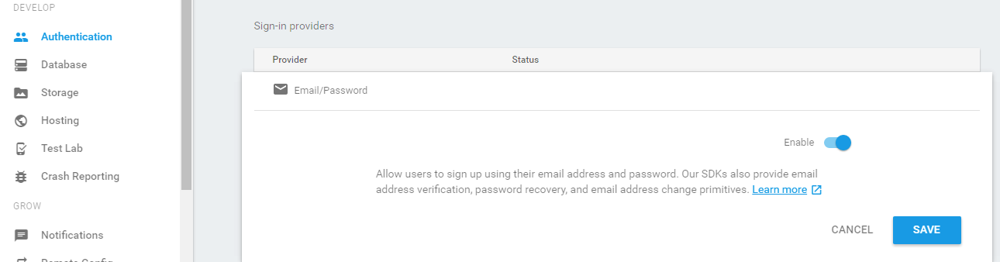 DEVELOP
Authentication
Database
Storage
Hosting
Test Lab
Crash Reporting
GROW
Notifications
Remote Config
Sign-in providers
Provider Status
Email/Password
Enable
Allow users to sign up using their email address and password. Our SDKs also provide email
address verification, password recovery, and email address change primitives. Learn more
CANCEL SAVE